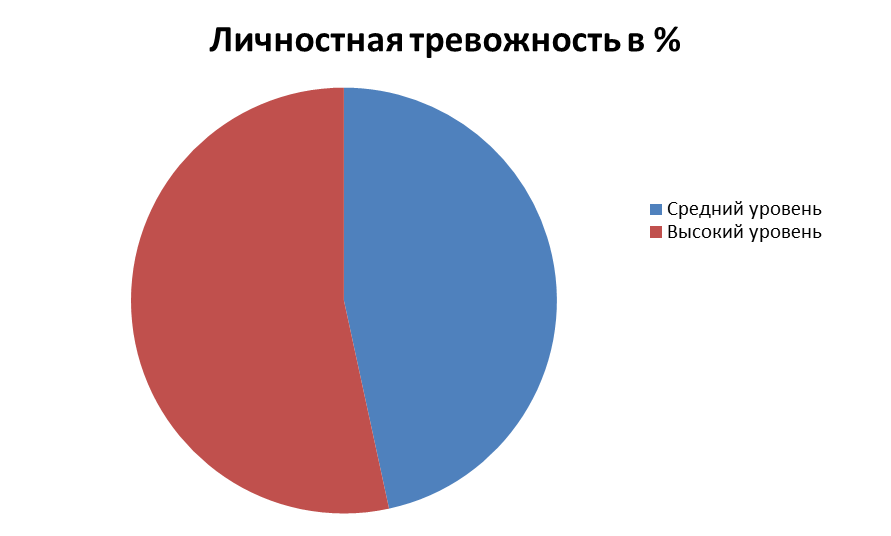 Личностная тревожность в %
Средний уровень
Высокий уровень